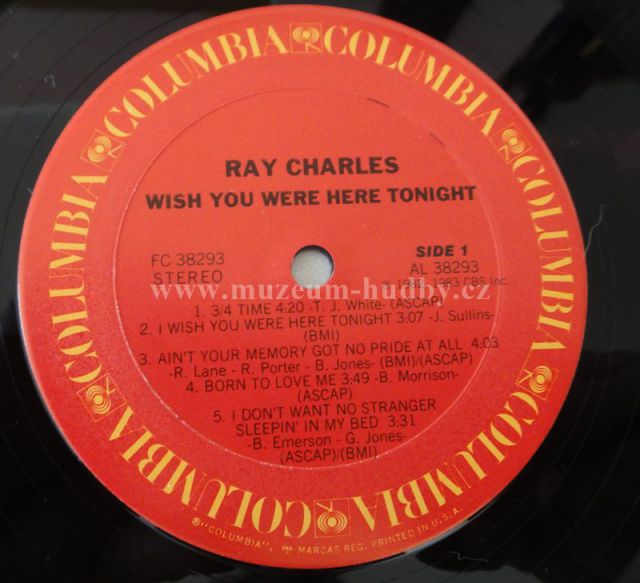 COLUMBIA COLUMBIA COLUMBIA COLUMBIA COLUMBIA COLUMBIA
RAY CHARLES
WISH YOU WERE HERE TONIGHT
FC 38293
STEREO
SIDE 1
AL 38293
℗ 1982, 1983 CBS Inc.
www.muzeum-hudby.cz
1. 3/4 TIME 4:20 -T. J. White- (ASCAP)
2. I WISH YOU WERE HERE TONIGHT 3:07 -J. Sullins-
(BMI)
3. AIN'T YOUR MEMORY GOT NO PRIDE AT ALL 4:03
-R. Lane - R. Porter - B. Jones- (BMI)/(ASCAP)
4. BORN TO LOVE ME 3:49 -B. Morrison-
(ASCAP)
5. I DON'T WANT NO STRANGER
SLEEPIN' IN MY BED 3:31
-B. Emerson - G. Jones-
(ASCAP)/(BMI)
®"COLUMBIA", MARCAS REG. PRINTED IN U.S.A.